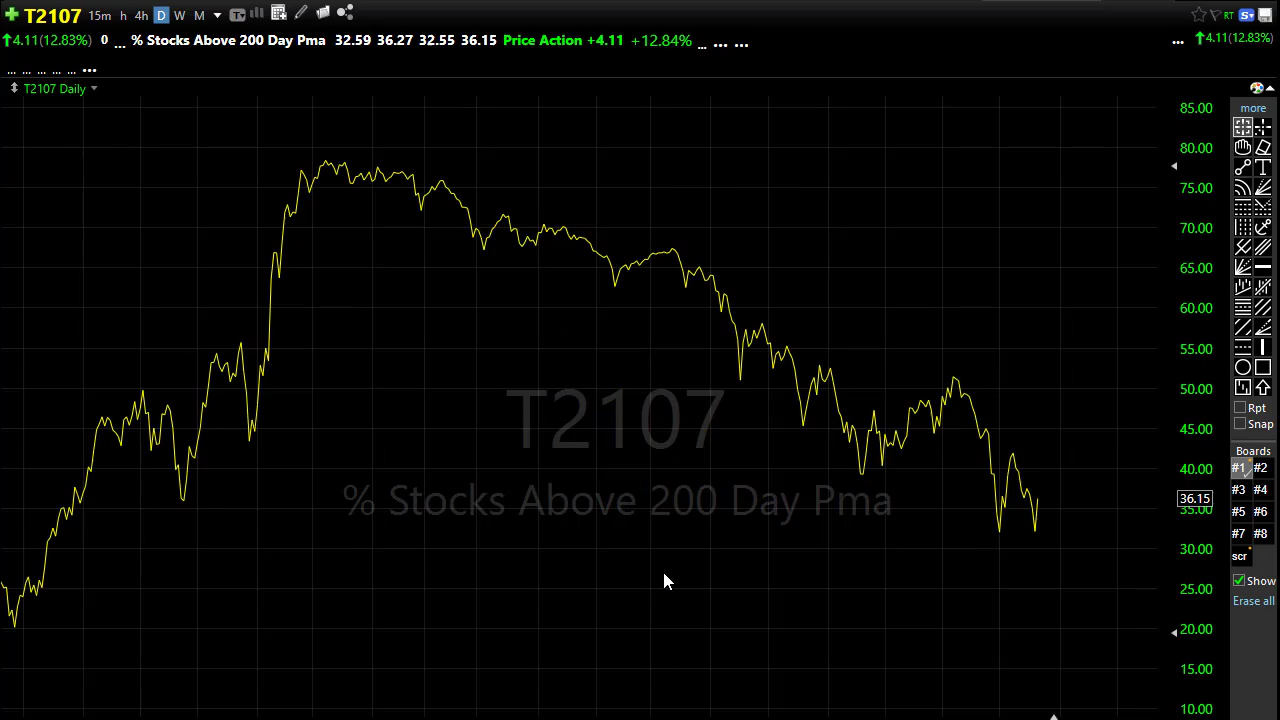 T2107 15m h 4h D W M T RT S
4.11(12.83%) 0 ... % Stocks Above 200 Day Pma 32.59 36.27 32.55 36.15 Price Action +4.11 +12.84% ... ... ... ... 4.11(12.83%)
... ... ... ... ... ...
T2107 Daily
more
85.00
80.00
75.00
70.00
65.00
60.00
55.00
50.00
45.00
40.00
36.15
35.00
30.00
25.00
20.00
15.00
10.00
T2107
% Stocks Above 200 Day Pma
T
Rpt
Snap
Boards
#1 #2
#3 #4
#5 #6
#7 #8
scr
Show
Erase all